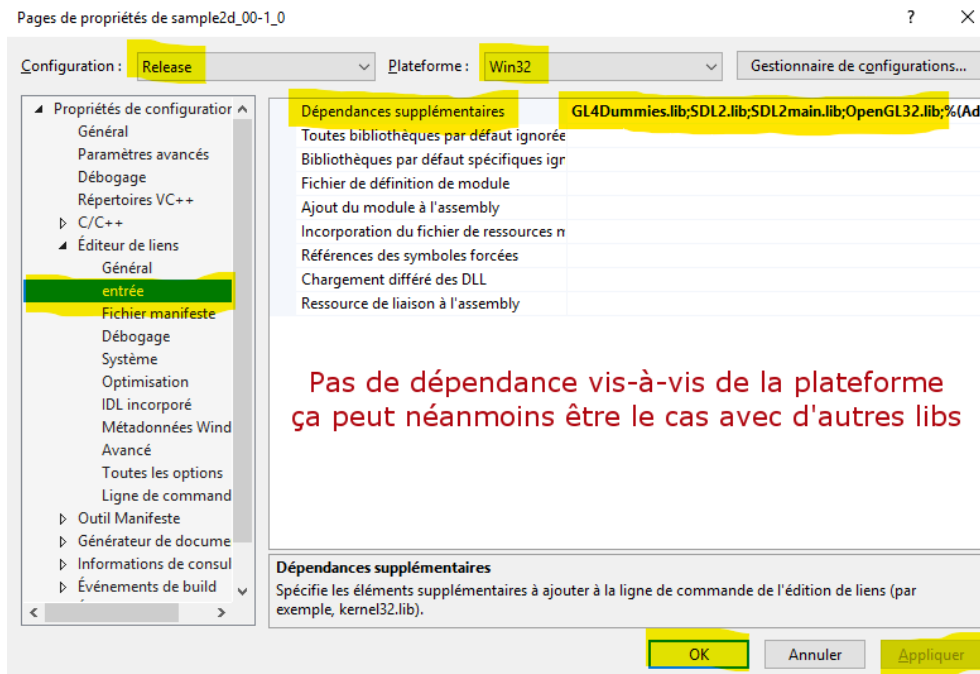 Pages de propriétés de sample2d_00-1_0
? ×
Configuration : Release Plateforme : Win32 Gestionnaire de configurations...
Propriétés de configuration
Général
Paramètres avancés
Débogage
Répertoires VC++
C/C++
Éditeur de liens
Général
entrée
Fichier manifeste
Débogage
Système
Optimisation
IDL incorporé
Métadonnées Wind
Avancé
Toutes les options
Ligne de command
Outil Manifeste
Générateur de docume
Informations de consul
Événements de build
Dépendances supplémentaires GL4Dummies.lib;SDL2.lib;SDL2main.lib;OpenGL32.lib;%(Ad
Toutes bibliothèques par défaut ignorée
Bibliothèques par défaut spécifiques ign
Fichier de définition de module
Ajout du module à l'assembly
Incorporation du fichier de ressources m
Références des symboles forcées
Chargement différé des DLL
Ressource de liaison à l'assembly
Pas de dépendance vis-à-vis de la plateforme
ça peut néanmoins être le cas avec d'autres libs
Dépendances supplémentaires
Spécifie les éléments supplémentaires à ajouter à la ligne de commande de l'édition de liens (par
exemple, kernel32.lib).
OK Annuler Appliquer